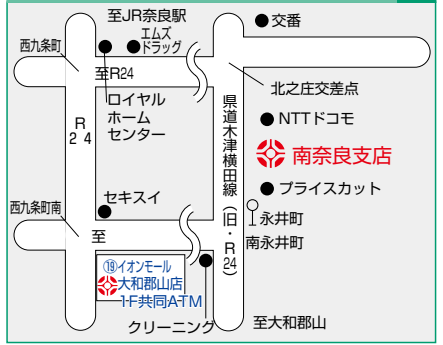 至JR奈良駅
交番
西九条町
エムズ
ドラッグ
至R24
北之庄交差点
ロイヤル
ホーム
センター
R
24
県道木津横田線(旧・R24)
NTTドコモ
南奈良支店
プライスカット
セキスイ
西九条町南
永井町
南永井町
至
⑲イオンモール
大和郡山店
1F共同ATM
クリーニング
至大和郡山